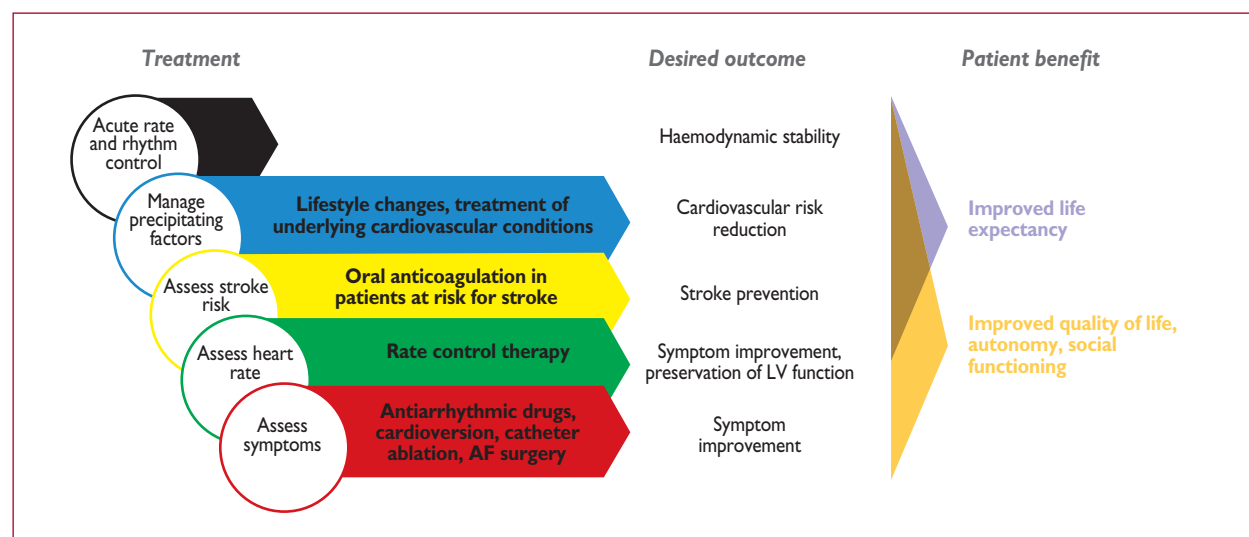 Treatment
Desired outcome
Patient benefit
Acute rate
and rhythm
control
Haemodynamic stability
Manage
precipitating
factors
Lifestyle changes, treatment of
underlying cardiovascular conditions
Cardiovascular risk
reduction
Improved life
expectancy
Assess stroke
risk
Oral anticoagulation in
patients at risk for stroke
Stroke prevention
Assess heart
rate
Rate control therapy
Symptom improvement,
preservation of LV function
Improved quality of life,
autonomy, social
functioning
Assess
symptoms
Antiarrhythmic drugs,
cardioversion, catheter
ablation, AF surgery
Symptom
improvement